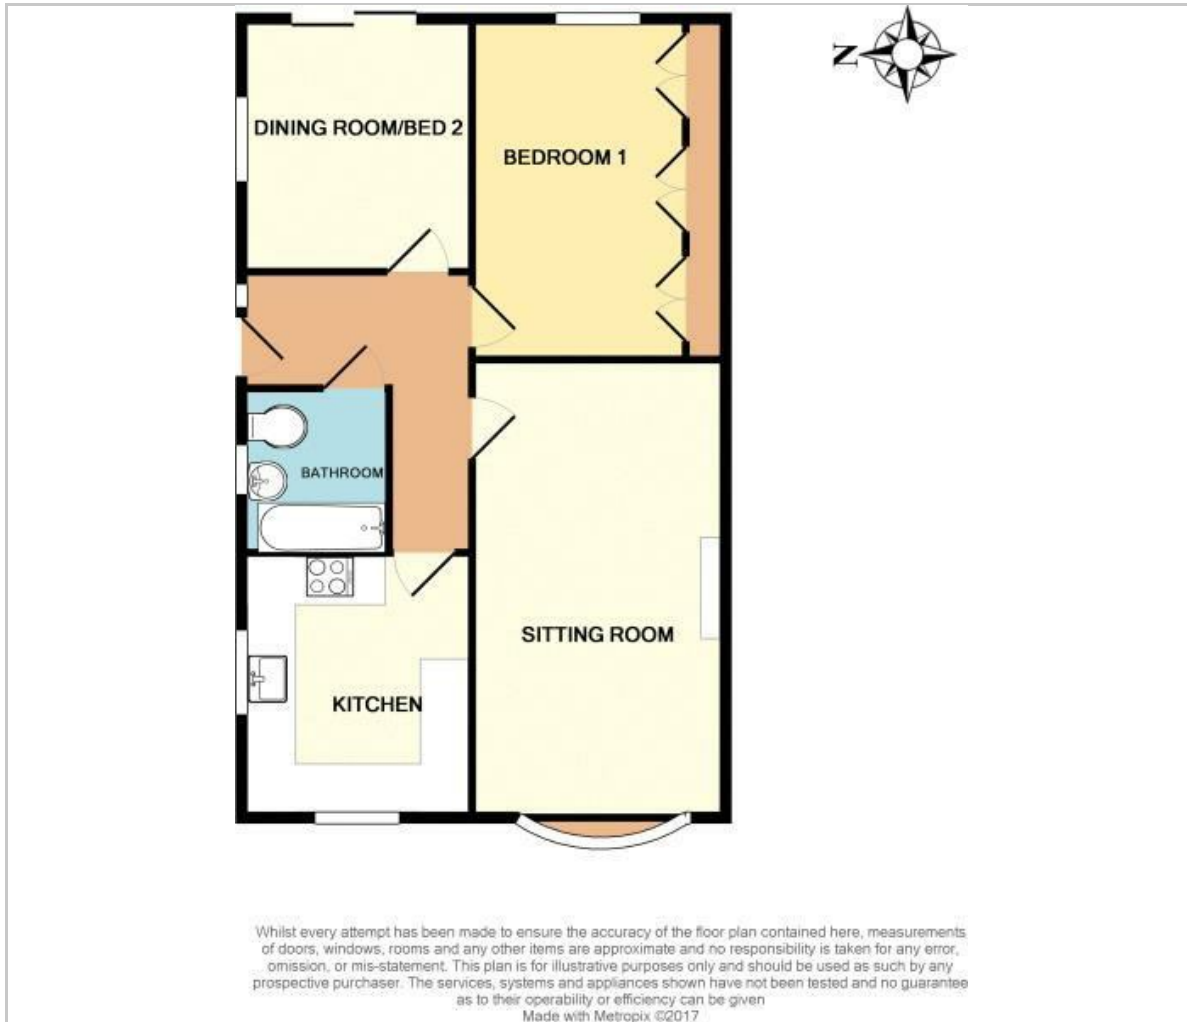 N
DINING ROOM/BED 2
BEDROOM 1
BATHROOM
SITTING ROOM
KITCHEN
Whilst every attempt has been made to ensure the accuracy of the floor plan contained here, measurements
of doors, windows, rooms and any other items are approximate and no responsibility is taken for any error,
omission, or mis-statement. This plan is for illustrative purposes only and should be used as such by any
prospective purchaser. The services, systems and appliances shown have not been tested and no guarantee
as to their operability or efficiency can be given
Made with Metropix ©2017